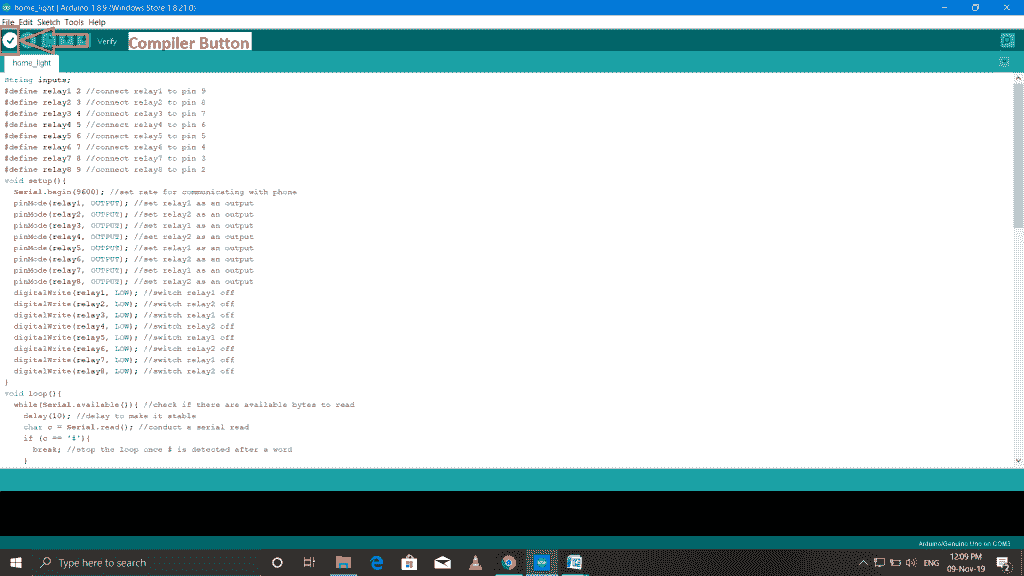 home_light | Arduino 1.8.9 (Windows Store 1.8.21.0)
File Edit Sketch Tools Help
Verify
Compiler Button
home_light
String inputs;
#define relay1 2 //connect relay1 to pin 9
#define relay2 3 //connect relay2 to pin 8
#define relay3 4 //connect relay3 to pin 7
#define relay4 5 //connect relay4 to pin 6
#define relay5 6 //connect relay5 to pin 5
#define relay6 7 //connect relay6 to pin 4
#define relay7 8 //connect relay7 to pin 3
#define relay8 9 //connect relay8 to pin 2
void setup(){
Serial.begin(9600); //set rate for communicating with phone
pinMode(relay1, OUTPUT); //set relay1 as an output
pinMode(relay2, OUTPUT); //set relay2 as an output
pinMode(relay3, OUTPUT); //set relay1 as an output
pinMode(relay4, OUTPUT); //set relay2 as an output
pinMode(relay5, OUTPUT); //set relay1 as an output
pinMode(relay6, OUTPUT); //set relay2 as an output
pinMode(relay7, OUTPUT); //set relay1 as an output
pinMode(relay8, OUTPUT); //set relay2 as an output
digitalWrite(relay1, LOW); //switch relay1 off
digitalWrite(relay2, LOW); //switch relay2 off
digitalWrite(relay3, LOW); //switch relay1 off
digitalWrite(relay4, LOW); //switch relay2 off
digitalWrite(relay5, LOW); //switch relay1 off
digitalWrite(relay6, LOW); //switch relay2 off
digitalWrite(relay7, LOW); //switch relay1 off
digitalWrite(relay8, LOW); //switch relay2 off
}
void loop(){
while(Serial.available()){ //check if there are available bytes to read
delay(10); //delay to make it stable
char c = Serial.read(); //conduct a serial read
if (c == '#'){
break; //stop the loop once # is detected after a word
}
Arduino/Genuino Uno on COM3
Type here to search
ENG
12:09 PM
09-Nov-19
2